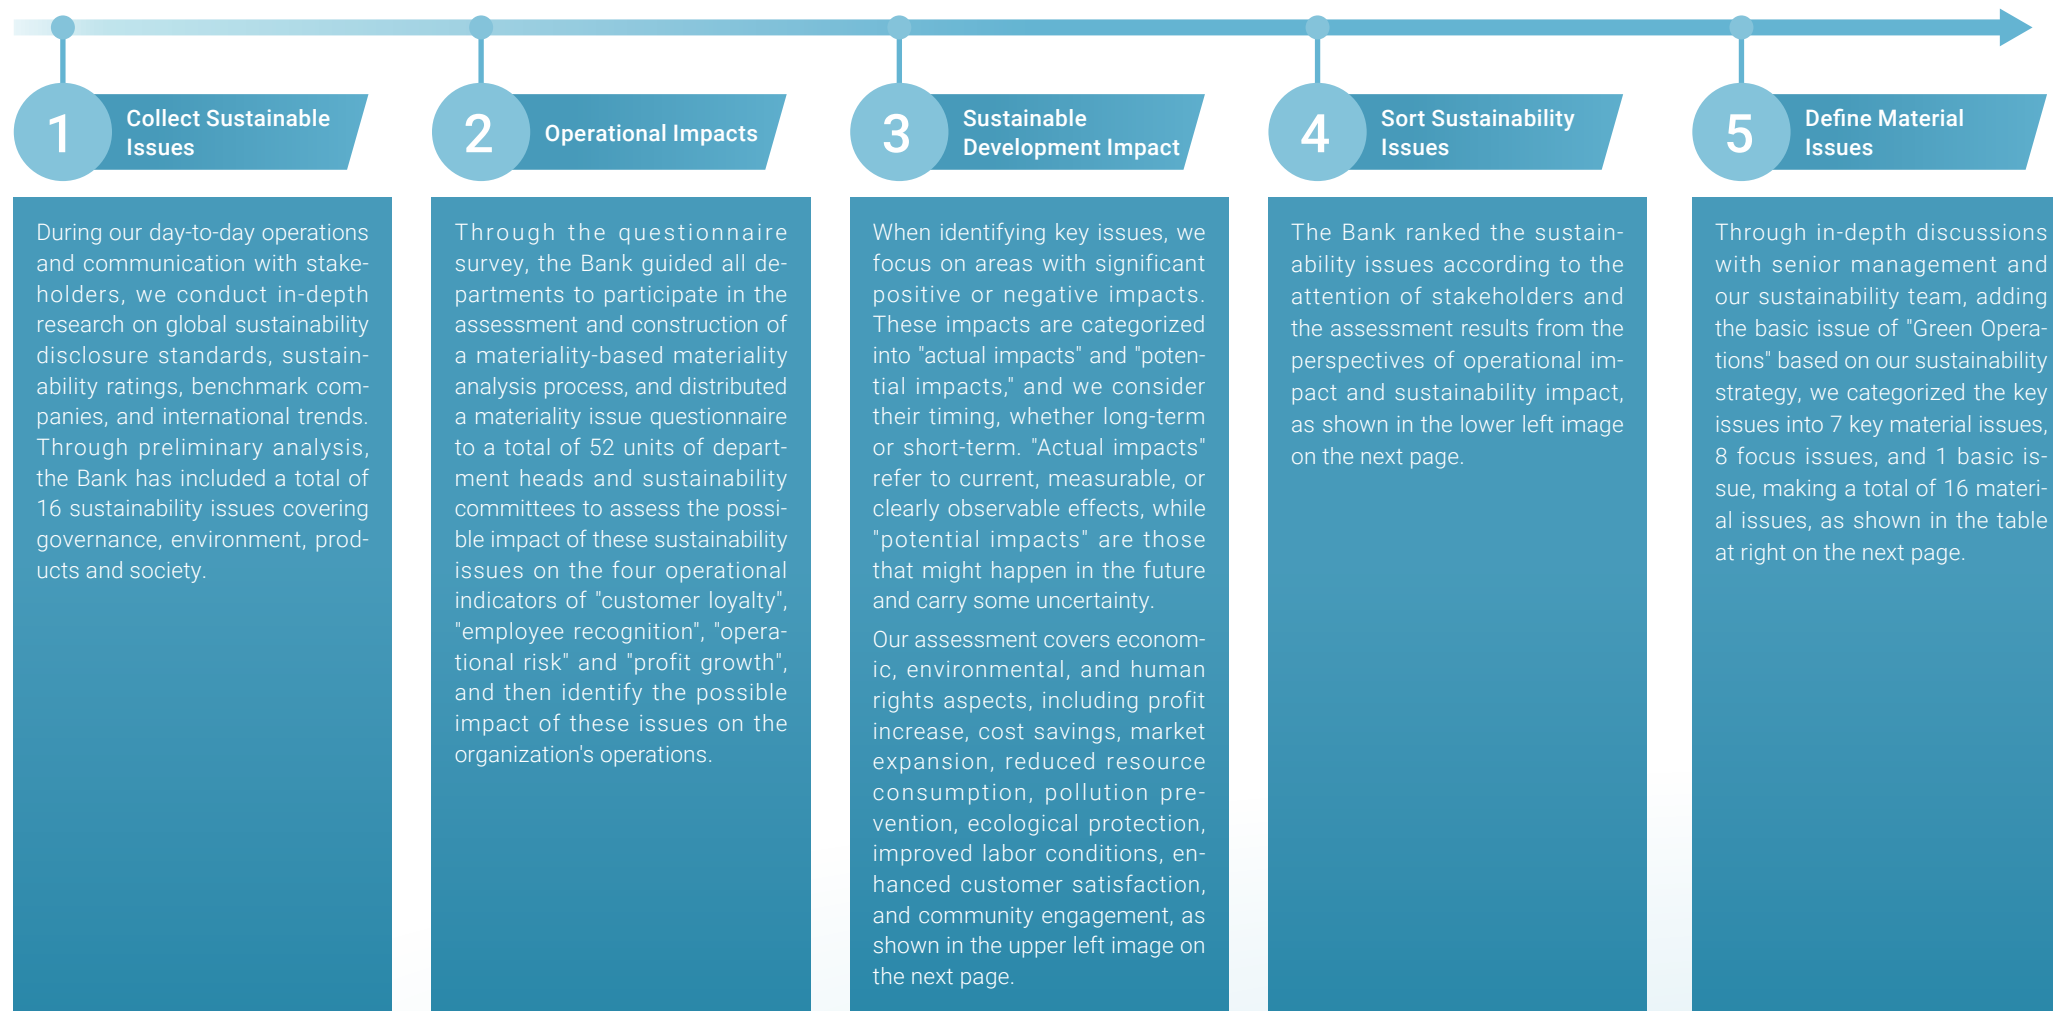 1
Collect Sustainable
Issues
During our day-to-day operations
and communication with stake-
holders, we conduct in-depth
research on global sustainability
disclosure standards, sustain-
ability ratings, benchmark com-
panies, and international trends.
Through preliminary analysis,
the Bank has included a total of
16 sustainability issues covering
governance, environment, prod-
ucts and society.
2
Operational Impacts
Through the questionnaire
survey, the Bank guided all de-
partments to participate in the
assessment and construction of
a materiality-based materiality
analysis process, and distributed
a materiality issue questionnaire
to a total of 52 units of depart-
ment heads and sustainability
committees to assess the possi-
ble impact of these sustainability
issues on the four operational
indicators of "customer loyalty",
"employee recognition", "opera-
tional risk" and "profit growth",
and then identify the possible
impact of these issues on the
organization's operations.
3
Sustainable
Development Impact
When identifying key issues, we
focus on areas with significant
positive or negative impacts.
These impacts are categorized
into "actual impacts" and "poten-
tial impacts," and we consider
their timing, whether long-term
or short-term. "Actual impacts"
refer to current, measurable, or
clearly observable effects, while
"potential impacts" are those
that might happen in the future
and carry some uncertainty.
Our assessment covers econom-
ic, environmental, and human
rights aspects, including profit
increase, cost savings, market
expansion, reduced resource
consumption, pollution pre-
vention, ecological protection,
improved labor conditions, en-
hanced customer satisfaction,
and community engagement, as
shown in the upper left image on
the next page.
4
Sort Sustainability
Issues
The Bank ranked the sustain-
ability issues according to the
attention of stakeholders and
the assessment results from the
perspectives of operational im-
pact and sustainability impact,
as shown in the lower left image
on the next page.
5
Define Material
Issues
Through in-depth discussions
with senior management and
our sustainability team, adding
the basic issue of "Green Opera-
tions" based on our sustainability
strategy, we categorized the key
issues into 7 key material issues,
8 focus issues, and 1 basic is-
sue, making a total of 16 materi-
al issues, as shown in the table
at right on the next page.